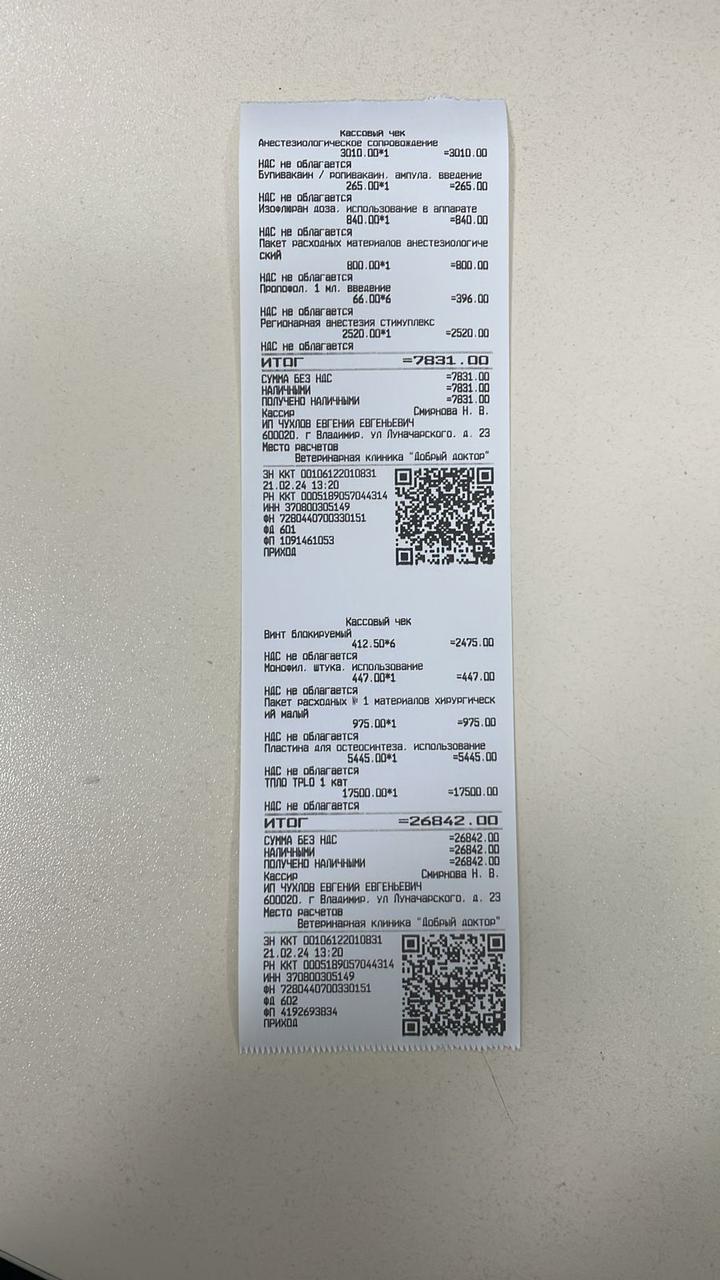 Кассовый чек
Анестезиологическое сопровождение
3010.00*1 =3010.00
НДС не облагается
Бупивакаин / ропивакаин, ампула, введение
265.00*1 =265.00
НДС не облагается
Изофлюран доза, использование в аппарате
840.00*1 =840.00
НДС не облагается
Пакет расходных материалов анестезиологиче
ский
800.00*1 =800.00
НДС не облагается
Пропофол, 1 мл, введение
66.00*6 =396.00
НДС не облагается
Регионарная анестезия стимуплекс
2520.00*1 =2520.00
НДС не облагается
ИТОГ =7831.00
СУММА БЕЗ НДС =7831.00
НАЛИЧНЫМИ =7831.00
ПОЛУЧЕНО НАЛИЧНЫМИ =7831.00
Кассир Смирнова Н. В.
ИП ЧУХЛОВ ЕВГЕНИЙ ЕВГЕНЬЕВИЧ
600020, г Владимир, ул Луначарского, д. 23
Место расчетов
Ветеринарная клиника "Добрый доктор"
ЗН ККТ 00106122010831
21.02.24 13:20
РН ККТ 0005189057044314
ИНН 370800305149
ФН 7280440700330151
ФД 601
ФП 1091461053
ПРИХОД
Кассовый чек
Винт блокируемый
412.50*6 =2475.00
НДС не облагается
Монофил, штука, использование
447.00*1 =447.00
НДС не облагается
Пакет расходных № 1 материалов хирургическ
ий малый
975.00*1 =975.00
НДС не облагается
Пластина для остеосинтеза, использование
5445.00*1 =5445.00
НДС не облагается
ТПЛО TPLO 1 кат
17500.00*1 =17500.00
НДС не облагается
ИТОГ =26842.00
СУММА БЕЗ НДС =26842.00
НАЛИЧНЫМИ =26842.00
ПОЛУЧЕНО НАЛИЧНЫМИ =26842.00
Кассир Смирнова Н. В.
ИП ЧУХЛОВ ЕВГЕНИЙ ЕВГЕНЬЕВИЧ
600020, г Владимир, ул Луначарского, д. 23
Место расчетов
Ветеринарная клиника "Добрый доктор"
ЗН ККТ 00106122010831
21.02.24 13:20
РН ККТ 0005189057044314
ИНН 370800305149
ФН 7280440700330151
ФД 602
ФП 4192693834
ПРИХОД